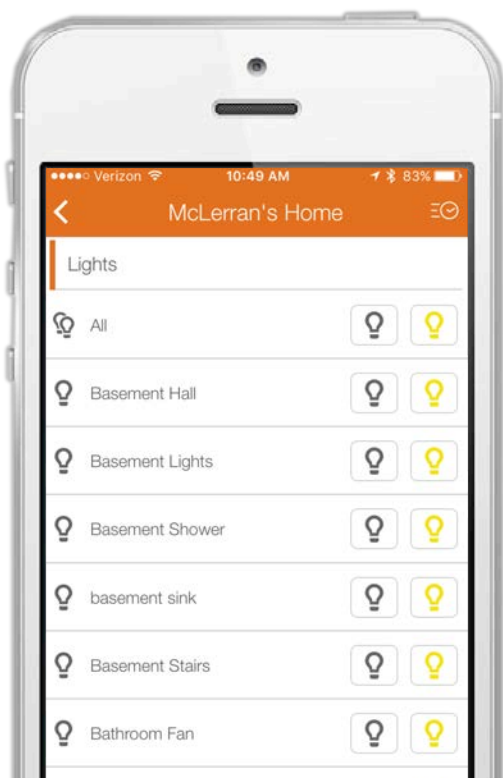 Verizon 10:49 AM 83%
McLerran's Home
Lights
All
Basement Hall
Basement Lights
Basement Shower
basement sink
Basement Stairs
Bathroom Fan